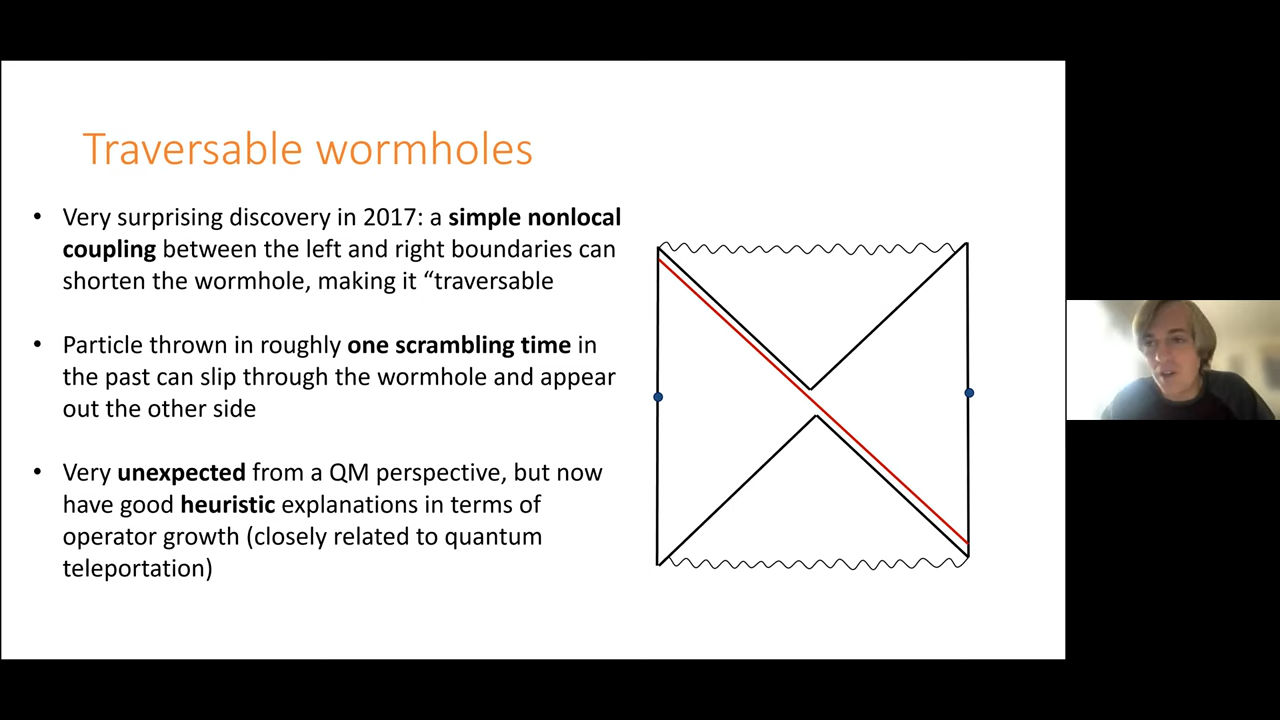 Traversable wormholes
• Very surprising discovery in 2017: a simple nonlocal
coupling between the left and right boundaries can
shorten the wormhole, making it “traversable
• Particle thrown in roughly one scrambling time in
the past can slip through the wormhole and appear
out the other side
• Very unexpected from a QM perspective, but now
have good heuristic explanations in terms of
operator growth (closely related to quantum
teleportation)